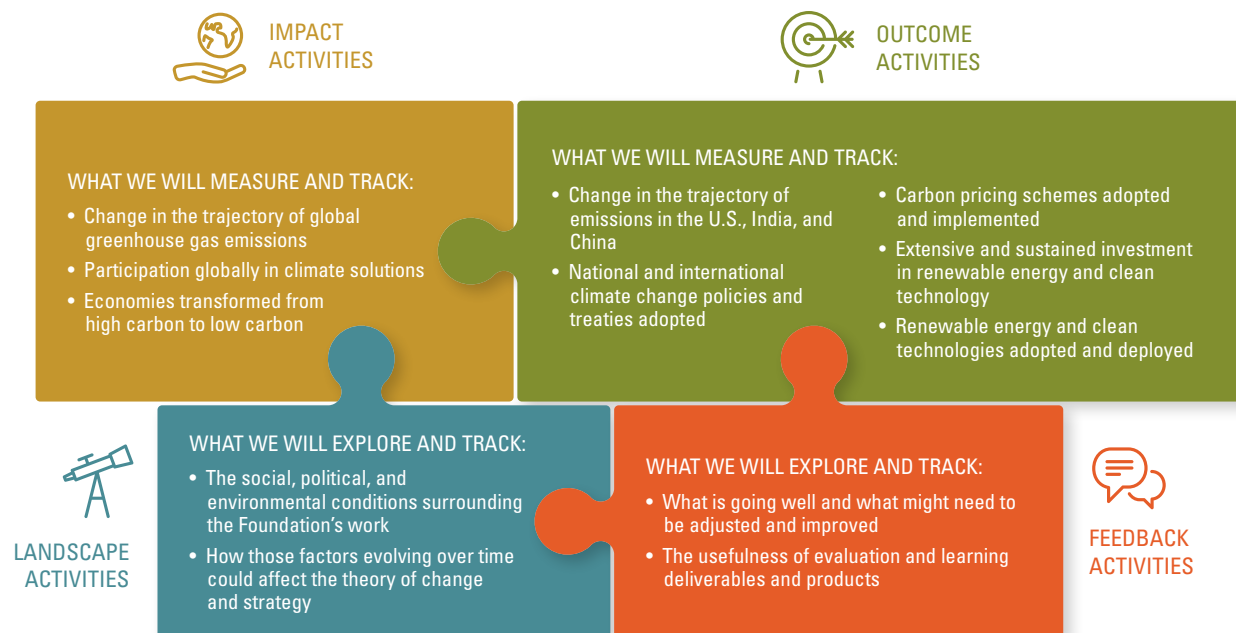 IMPACT
ACTIVITIES
OUTCOME
ACTIVITIES
WHAT WE WILL MEASURE AND TRACK:
• Change in the trajectory of global
greenhouse gas emissions
• Participation globally in climate solutions
• Economies transformed from
high carbon to low carbon
WHAT WE WILL MEASURE AND TRACK:
• Change in the trajectory of
emissions in the U.S., India, and
China
• National and international
climate change policies and
treaties adopted
• Carbon pricing schemes adopted
and implemented
• Extensive and sustained investment
in renewable energy and clean
technology
• Renewable energy and clean
technologies adopted and deployed
LANDSCAPE
ACTIVITIES
WHAT WE WILL EXPLORE AND TRACK:
• The social, political, and
environmental conditions surrounding
the Foundation’s work
• How those factors evolving over time
could affect the theory of change
and strategy
WHAT WE WILL EXPLORE AND TRACK:
• What is going well and what might need to
be adjusted and improved
• The usefulness of evaluation and learning
deliverables and products
FEEDBACK
ACTIVITIES